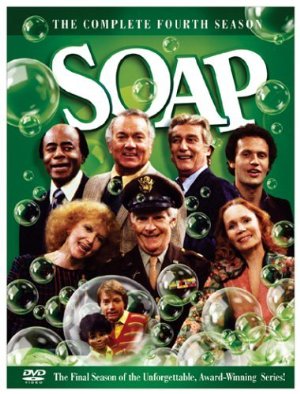 THE COMPLETE FOURTH SEASON
SOAP
DVD
VIDEO
The Final Season of the Unforgettable, Award-Winning Series!